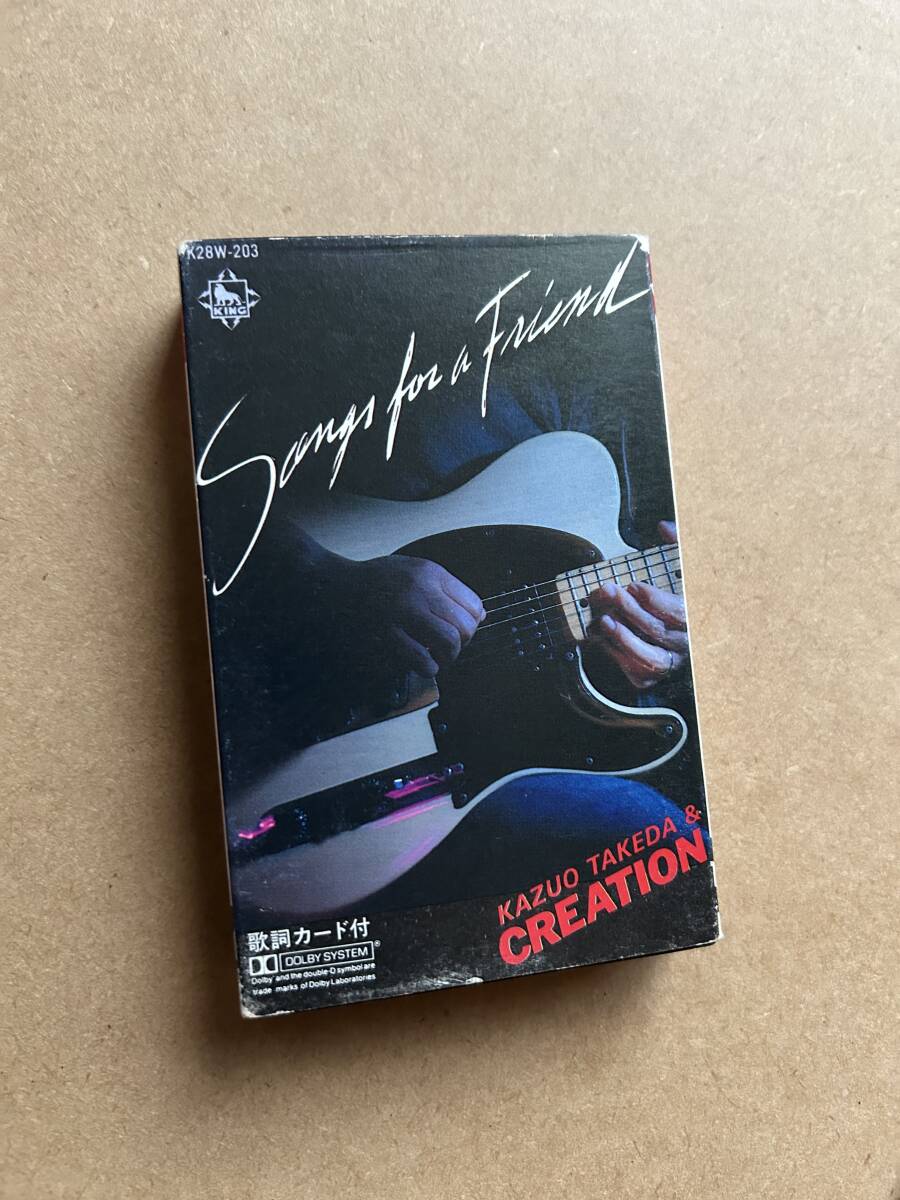 K28W-203
KING
Songs for a Friend
KAZUO TAKEDA &
CREATION
歌詞カード付
DOLBY SYSTEM®
Dolby and the double-D symbol are
trade marks of Dolby Laboratories